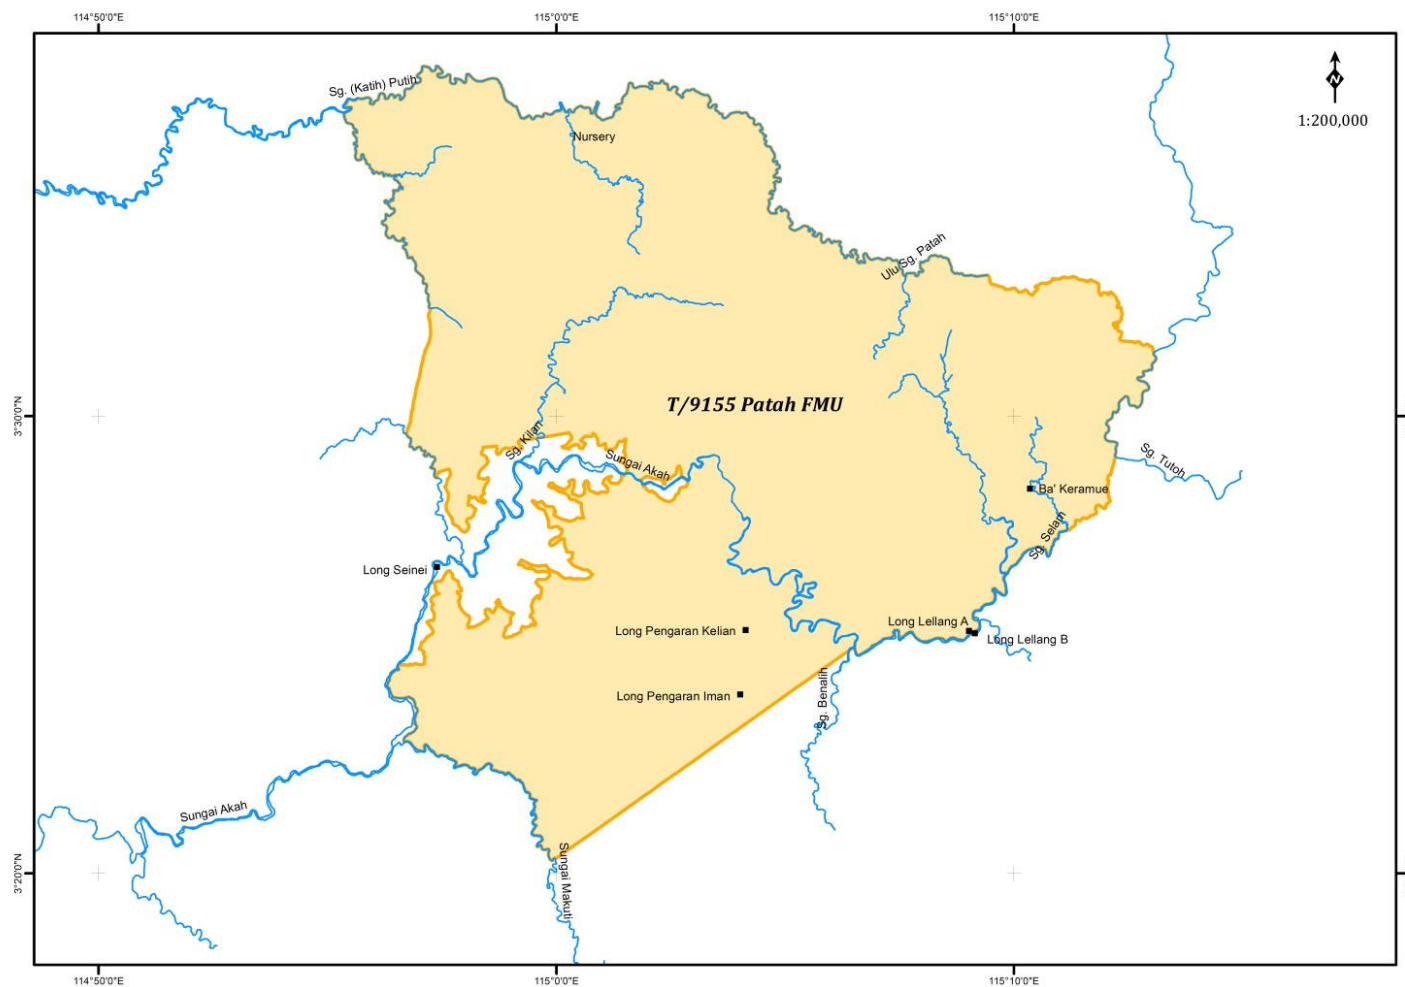 114°50'0"E
115°0'0"E
115°10'0"E
Sg. (Katih) Putih
N
1:200,000
Nursery
Ulu Sg. Patah
T/9155 Patah FMU
3°30'0"N
Sg. Kilan
Sungai Akah
Sg. Tutoh
Ba' Keramue
Sg. Selam
Long Seinei
Long Lellang A
Long Pengaran Kelian
Long Lellang B
Long Pengaran Iman
Sg. Benalih
Sungai Akah
Sungai Makuti
3°20'0"N
114°50'0"E
115°0'0"E
115°10'0"E